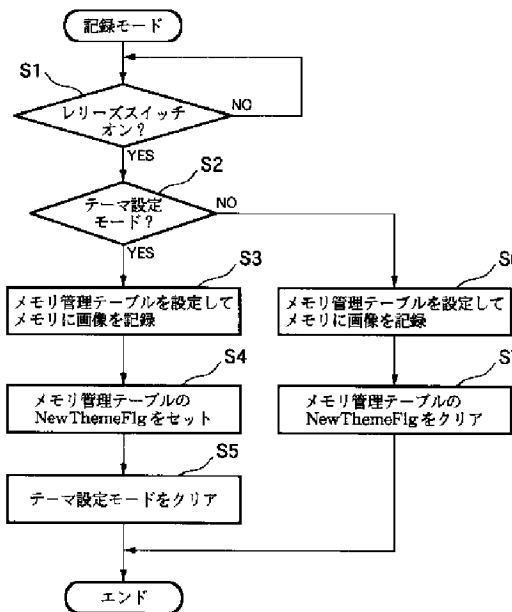 記録モード
S1
レリーズスイッチ
オン?
NO
YES
S2
テーマ設定
モード?
NO
YES
S3
メモリ管理テーブルを設定して
メモリに画像を記録
S4
メモリ管理テーブルの
NewThemeFlgをセット
S5
テーマ設定モードをクリア
メモリ管理テーブルを設定して
メモリに画像を記録
メモリ管理テーブルの
NewThemeFlgをクリア
エンド